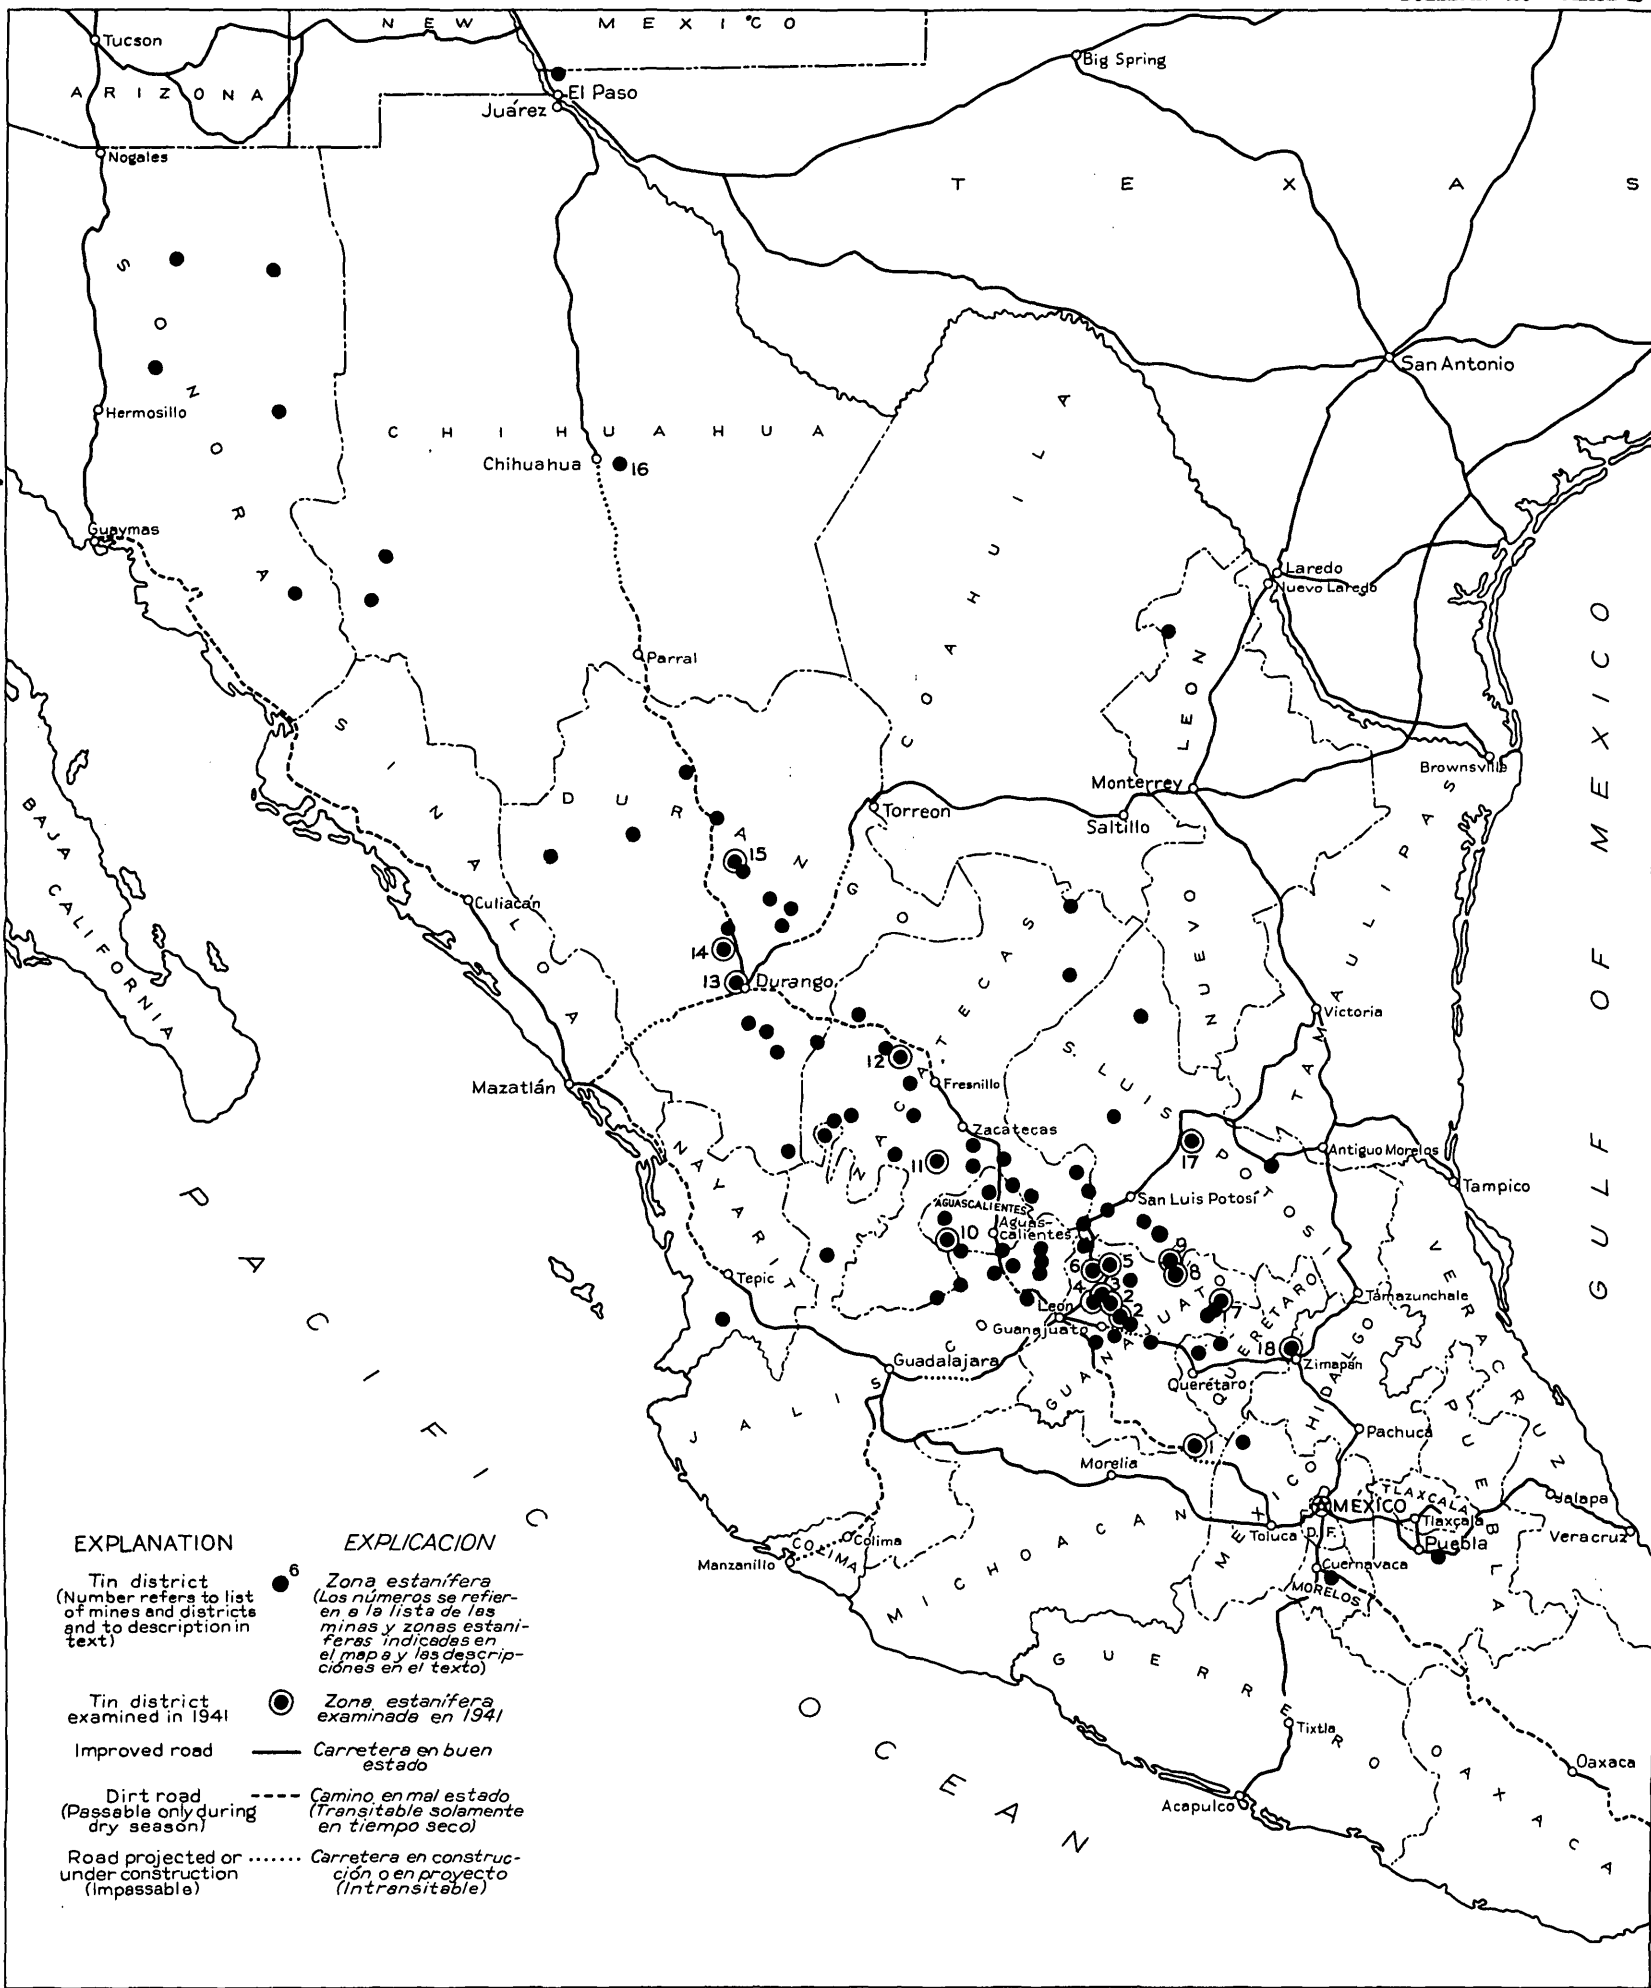 NEW MEXICO
Tucson
Big Spring
ARIZONA
El Paso
Juárez
Nogales
TEXAS
SONORA
San Antonio
Hermosillo
CHIHUAHUA
Chihuahua
16
COAHUILA
Guaymas
Laredo
Nuevo Laredo
Parral
NUEVO LEON
SINALOA
BAJA CALIFORNIA
DURANGO
Monterrey
Brownsville
Torreon
Saltillo
15
TAMAULIPAS
GULF OF MEXICO
Culiacán
14
13
Durango
ZACATECAS
Victoria
12
Fresnillo
S. LUIS POTOSI
Mazatlán
Zacatecas
17
Antiguo Morelos
11
Tampico
NAYARIT
San Luis Potosí
AGUASCALIENTES
Aguas-
calientes
10
9
8
6
5
4
3
2
2
7
Tepic
Leon
Guanajuato
GUANAJUATO
QUERETARO
Tamazunchale
VERACRUZ
18
Zimapán
Guadalajara
HIDALGO
Querétaro
JALISCO
Pachuca
1
Morelia
PUEBLA
MEXICO
MEXICO
TLAXCALA
Tlaxcala
Jalapa
Toluca
D.F.
Puebla
Veracruz
Colima
COLIMA
Manzanillo
Cuernavaca
MORELOS
MICHOACAN
GUERRERO
Tixtla
OAXACA
Oaxaca
Acapulco
PACIFIC OCEAN
EXPLANATION
EXPLICACION
Tin district
(Number refers to list
of mines and districts
and to description in
text)
6
Zona estanífera
(Los números se refier-
en a la lista de las
minas y zonas estaní-
feras indicadas en
el mapa y las descrip-
ciónes en el texto)
Tin district
examined in 1941
Zona estanífera
examinada en 1941
Improved road
Carretera en buen
estado
Dirt road
(Passable only during
dry season)
Camino en mal estado
(Transitable solamente
en tiempo seco)
Road projected or
under construction
(Impassable)
Carretera en construc-
ción o en proyecto
(Intransitable)